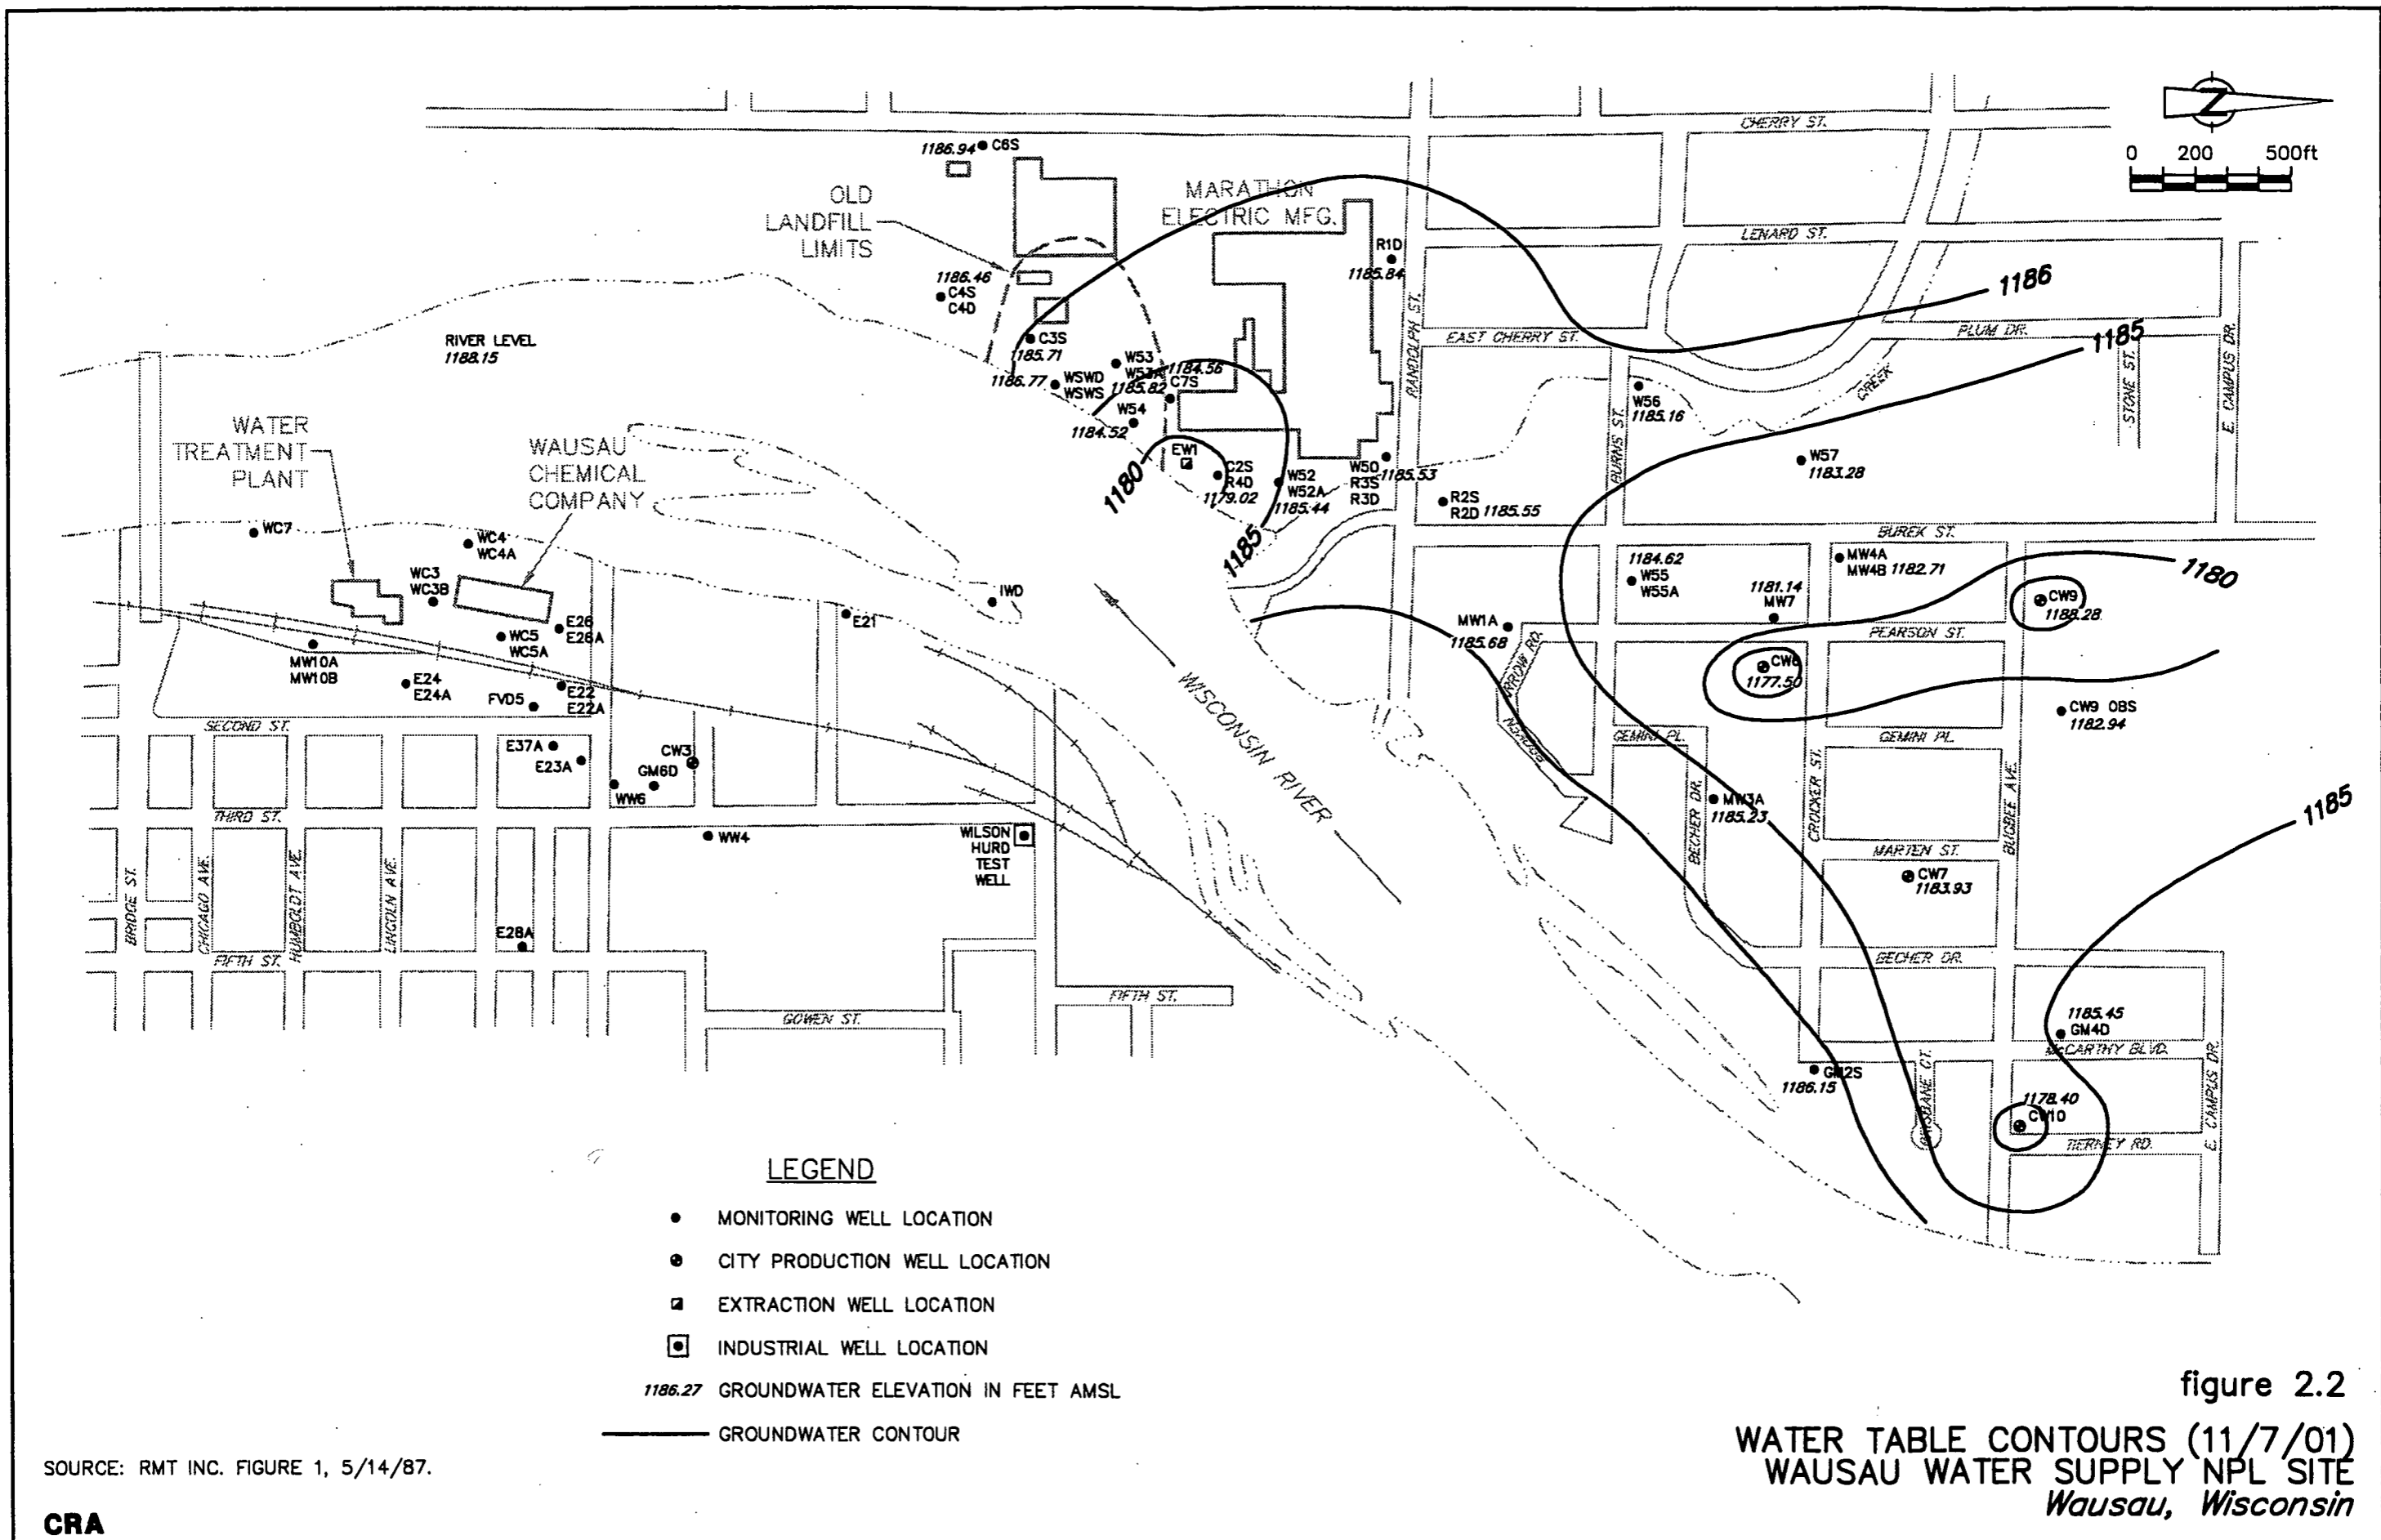 CHERRY ST.
0 200 500ft
1186.94 C6S
OLD
LANDFILL
LIMITS
MARATHON
ELECTRIC MFG.
LENARD ST.
R1D
1185.84
1186.46
C4S
C4D
1186
RANDOLPH ST.
EAST CHERRY ST.
PLUM DR.
1185
STONE ST.
E. CAMPUS DR.
RIVER LEVEL
1188.15
C3S
1185.71
1186.77
WSWD
WSWS
W53
W53A
1185.82
1184.56
C7S
W54
1184.52
CREEK
W56
1185.16
BURNS ST.
WATER
TREATMENT
PLANT
WAUSAU
CHEMICAL
COMPANY
EW1
1180
C2S
R4D
1179.02
W52
W52A
1185.44
W50
R3S
R3D
1185.53
W57
1183.28
R2S
R2D 1185.55
1185
BUREK ST.
WC7
WC4
WC4A
WC3
WC3B
IWD
1184.62
W55
W55A
MW4A
MW4B 1182.71
1180
1181.14
MW7
CW9
1188.28
E26
E26A
E21
WC5
WC5A
MW1A
1185.68
PEARSON ST.
MW10A
MW10B
E24
E24A
FVD5
E22
E22A
WISCONSIN RIVER
CW6
1177.50
CW9 OBS
1182.94
SECOND ST.
GEMINI PL.
GEMINI PL.
E37A
E23A
CW3
GM6D
WW6
BECHER DR.
CROCKER ST.
BUGBEE AVE.
MW3A
1185.23
1185
THIRD ST.
WW4
WILSON
HURD
TEST
WELL
MARTEN ST.
CW7
1183.93
BRIDGE ST.
CHICAGO AVE.
HUMBOLDT AVE.
LINCOLN AVE.
E28A
FIFTH ST.
BECHER DR.
FIFTH ST.
GOWEN ST.
1185.45
GM4D
McCARTHY BLVD.
GM2S
1186.15
1178.40
CW10
TIERNEY RD.
E. CAMPUS DR.
LEGEND
MONITORING WELL LOCATION
CITY PRODUCTION WELL LOCATION
EXTRACTION WELL LOCATION
INDUSTRIAL WELL LOCATION
1186.27 GROUNDWATER ELEVATION IN FEET AMSL
GROUNDWATER CONTOUR
figure 2.2
WATER TABLE CONTOURS (11/7/01)
WAUSAU WATER SUPPLY NPL SITE
Wausau, Wisconsin
SOURCE: RMT INC. FIGURE 1, 5/14/87.
CRA